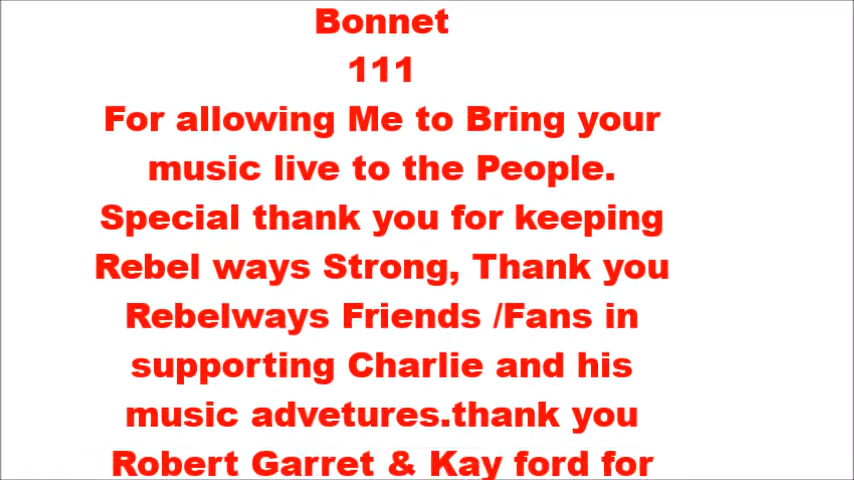 Bonnet
111
For allowing Me to Bring your
music live to the People.
Special thank you for keeping
Rebel ways Strong, Thank you
Rebelways Friends /Fans in
supporting Charlie and his
music advetures.thank you
Robert Garret & Kay ford for